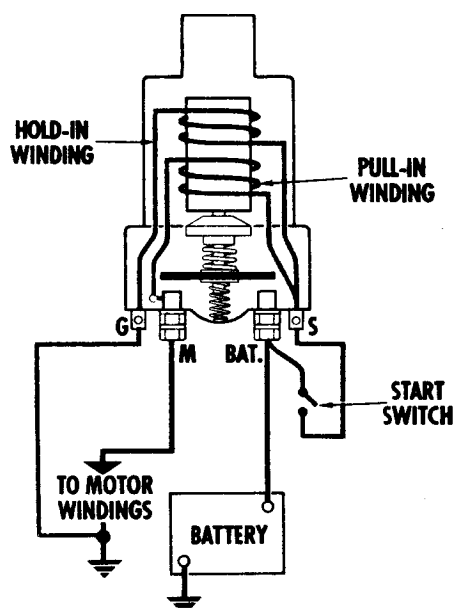 HOLD-IN
WINDING
PULL-IN
WINDING
G
M
BAT.
S
START
SWITCH
TO MOTOR
WINDINGS
BATTERY